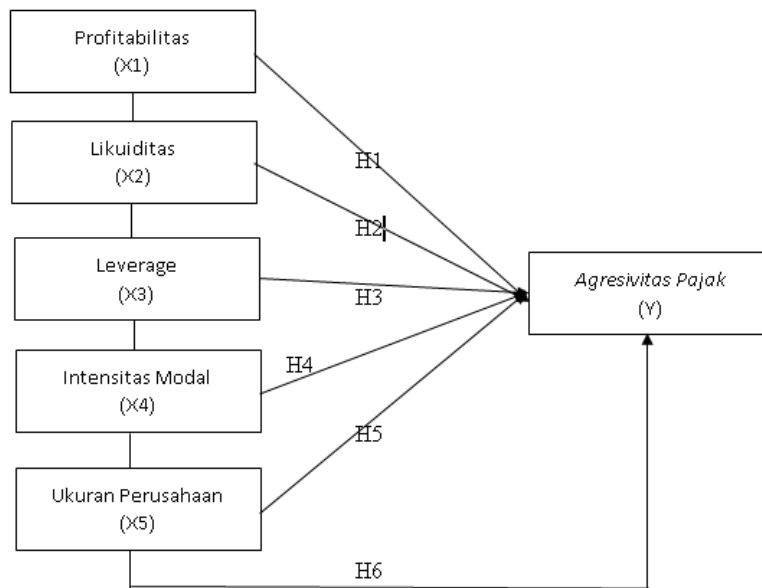 Profitabilitas
(X1)
Likuiditas
(X2)
Leverage
(X3)
Intensitas Modal
(X4)
Ukuran Perusahaan
(X5)
H1
H2
H3
H4
H5
H6
Agresivitas Pajak
(Y)